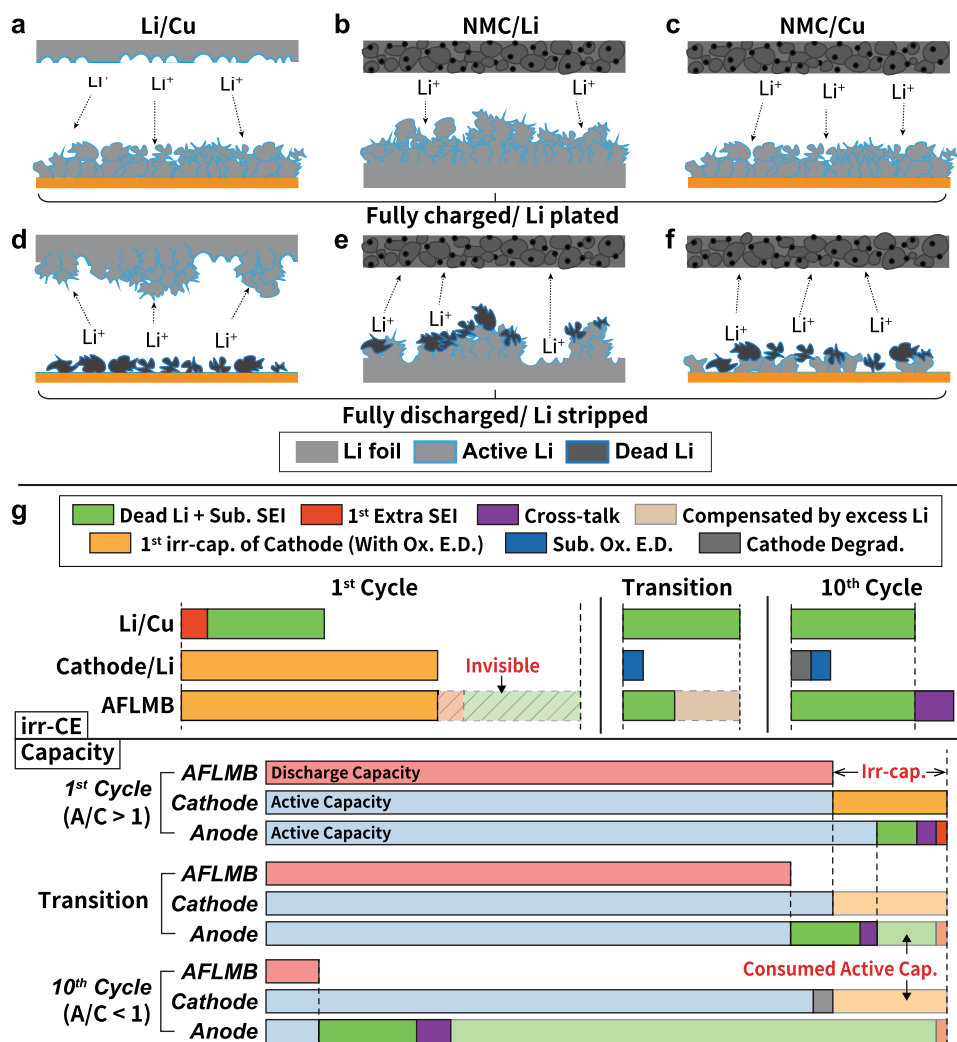 a Li/Cu
b NMC/Li
c NMC/Cu
Li⁺
Li⁺ Li⁺
Li⁺ Li⁺
Li⁺ Li⁺ Li⁺
Fully charged/ Li plated
d e f
Li⁺ Li⁺ Li⁺
Li⁺ Li⁺ Li⁺
Li⁺ Li⁺ Li⁺
Fully discharged/ Li stripped
Li foil Active Li Dead Li
g
Dead Li + Sub. SEI 1st Extra SEI Cross-talk Compensated by excess Li
1st irr-cap. of Cathode (With Ox. E.D.) Sub. Ox. E.D. Cathode Degrad.
1st Cycle Transition 10th Cycle
Li/Cu
Cathode/Li Invisible
AFLMB
irr-CE
Capacity
1st Cycle
(A/C > 1)
AFLMB Discharge Capacity Irr-cap.
Cathode Active Capacity
Anode Active Capacity
Transition
AFLMB
Cathode
Anode
Consumed Active Cap.
10th Cycle
(A/C < 1)
AFLMB
Cathode
Anode